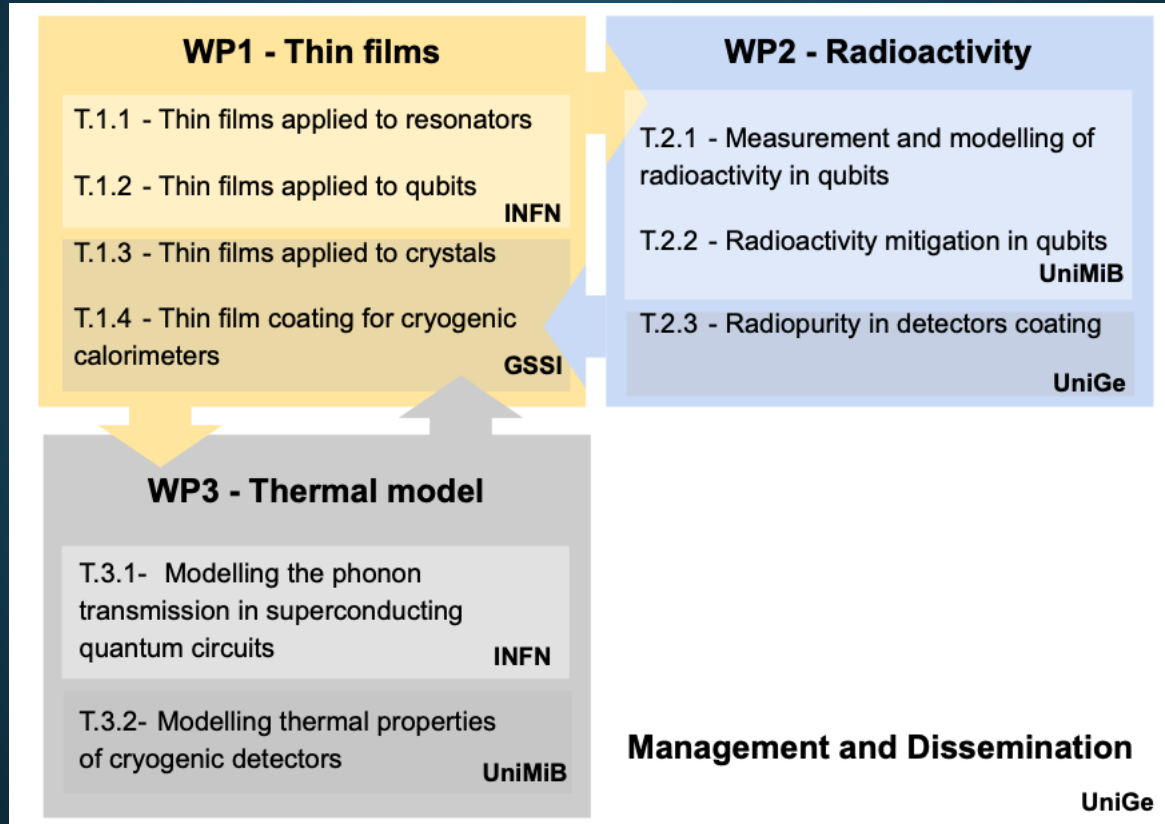 WP1 - Thin films
T.1.1 - Thin films applied to resonators
T.1.2 - Thin films applied to qubits
INFN
T.1.3 - Thin films applied to crystals
T.1.4 - Thin film coating for cryogenic
calorimeters
GSSI
WP2 - Radioactivity
T.2.1 - Measurement and modelling of
radioactivity in qubits
T.2.2 - Radioactivity mitigation in qubits
UniMiB
T.2.3 - Radiopurity in detectors coating
UniGe
WP3 - Thermal model
T.3.1- Modelling the phonon
transmission in superconducting
quantum circuits
INFN
T.3.2- Modelling thermal properties
of cryogenic detectors
UniMiB
Management and Dissemination
UniGe